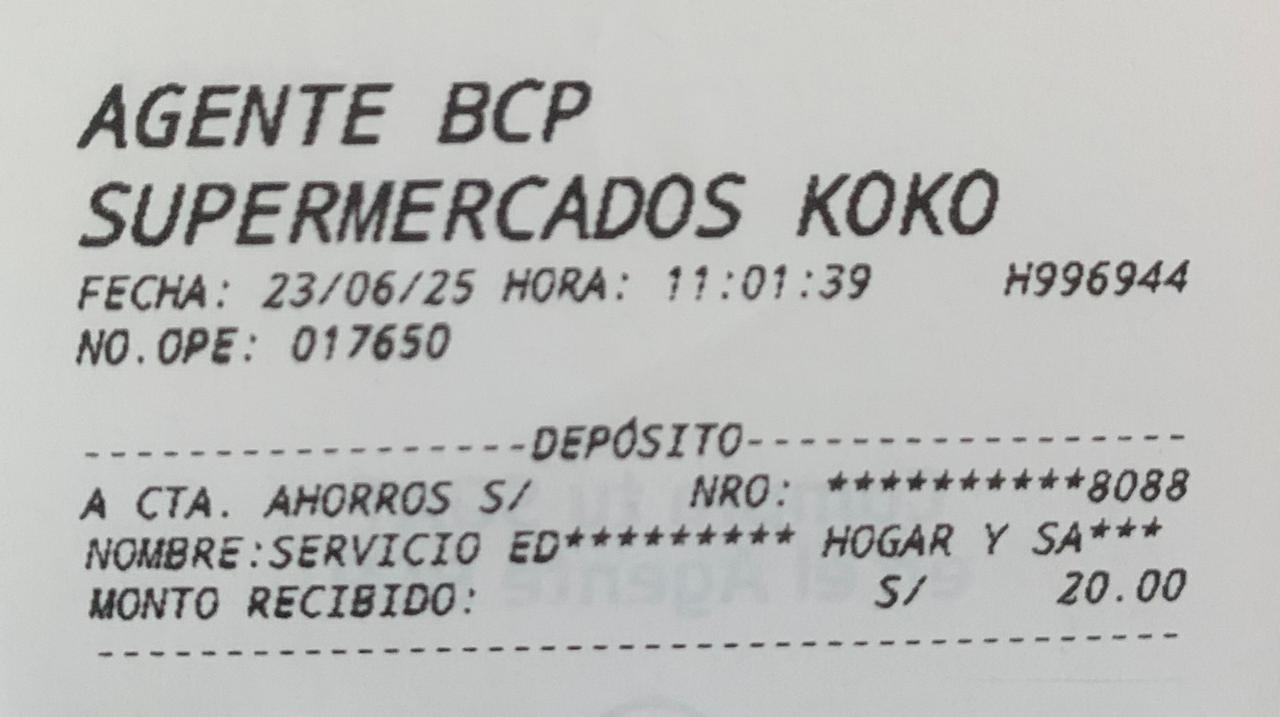 AGENTE BCP
SUPERMERCADOS KOKO
FECHA: 23/06/25 HORA: 11:01:39 H996944
NO.OPE: 017650
-----------------DEPÓSITO-----------------
A CTA. AHORROS S/ NRO: **********8088
NOMBRE:SERVICIO ED********* HOGAR Y SA***
MONTO RECIBIDO: S/ 20.00
------------------------------------------